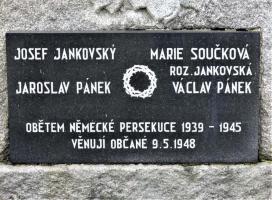 JOSEF JANKOVSKÝ MARIE SOUČKOVÁ
ROZ. JANKOVSKÁ
JAROSLAV PÁNEK VÁCLAV PÁNEK
OBĚTEM NĚMECKÉ PERSEKUCE 1939 - 1945
VĚNUJÍ OBČANÉ 9.5.1948